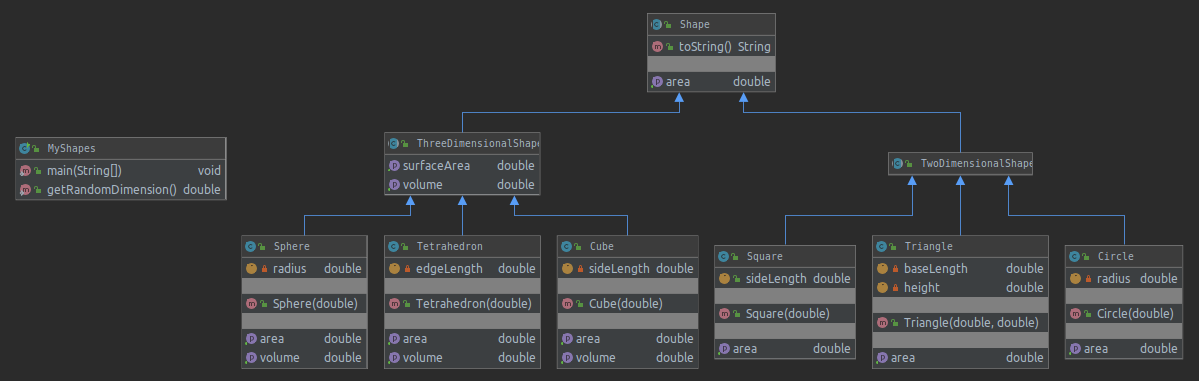 Shape
toString() String
area double
MyShapes
main(String[]) void
getRandomDimension() double
ThreeDimensionalShape
surfaceArea double
volume double
TwoDimensionalShape
Sphere
radius double
Sphere(double)
area double
volume double
Tetrahedron
edgeLength double
Tetrahedron(double)
area double
volume double
Cube
sideLength double
Cube(double)
area double
volume double
Square
sideLength double
Square(double)
area double
Triangle
baseLength double
height double
Triangle(double, double)
area double
Circle
radius double
Circle(double)
area double